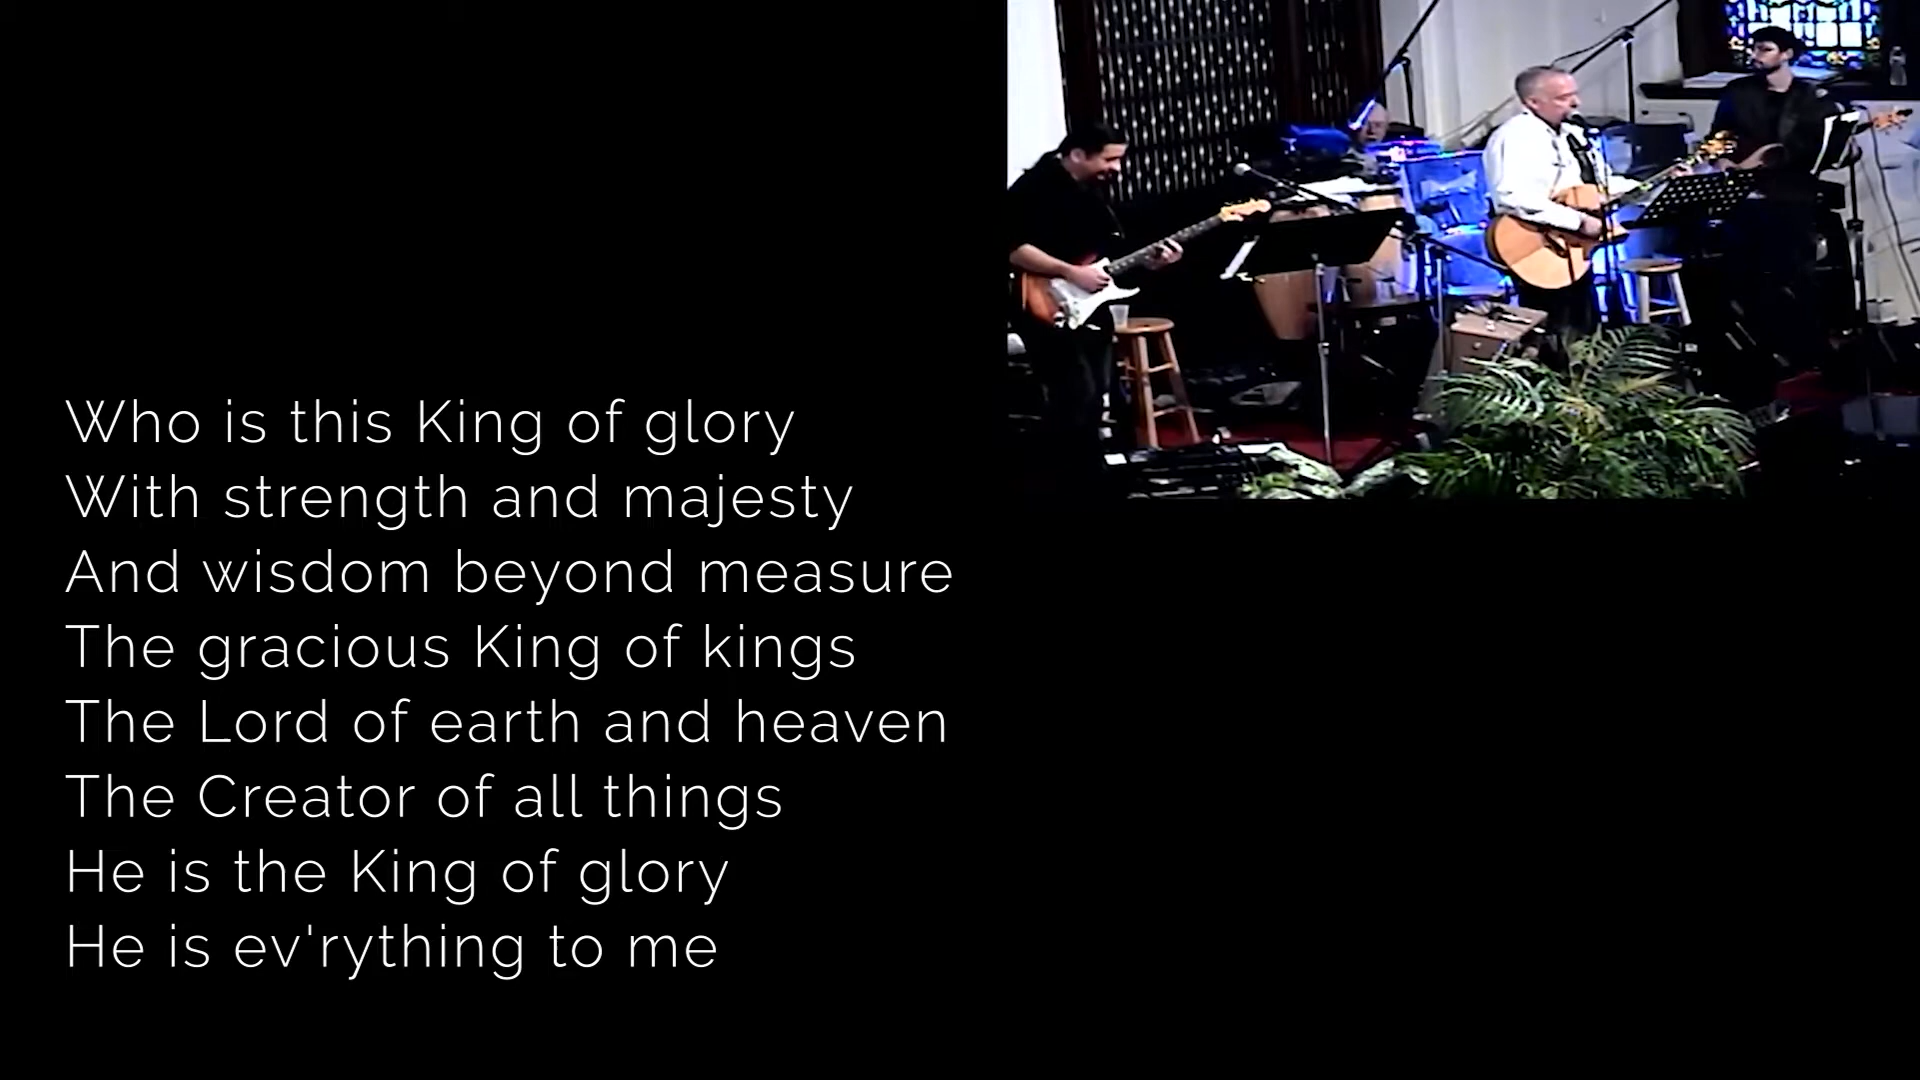 Who is this King of glory
With strength and majesty
And wisdom beyond measure
The gracious King of kings
The Lord of earth and heaven
The Creator of all things
He is the King of glory
He is ev'rything to me